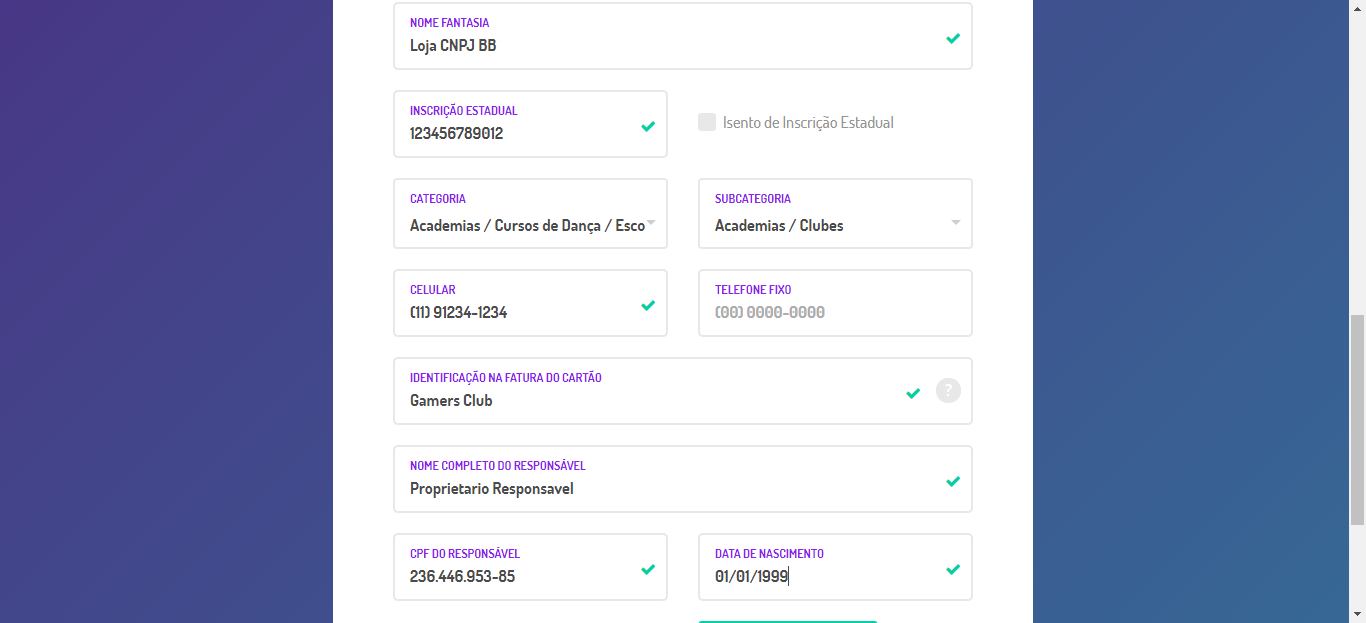 NOME FANTASIA
Loja CNPJ BB
INSCRIÇÃO ESTADUAL
123456789012
Isento de Inscrição Estadual
CATEGORIA
Academias / Cursos de Dança / Esco
SUBCATEGORIA
Academias / Clubes
CELULAR
(11) 91234-1234
TELEFONE FIXO
(00) 0000-0000
IDENTIFICAÇÃO NA FATURA DO CARTÃO
Gamers Club
?
NOME COMPLETO DO RESPONSÁVEL
Proprietario Responsavel
CPF DO RESPONSÁVEL
236.446.953-85
DATA DE NASCIMENTO
01/01/1999